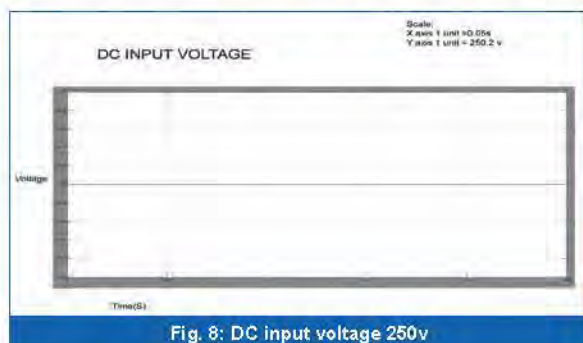 Scale:
X axis 1 unit =0.05s
Y axis 1 unit = 250.2 v
DC INPUT VOLTAGE
Voltage
Time(S)
Fig. 8: DC input voltage 250v